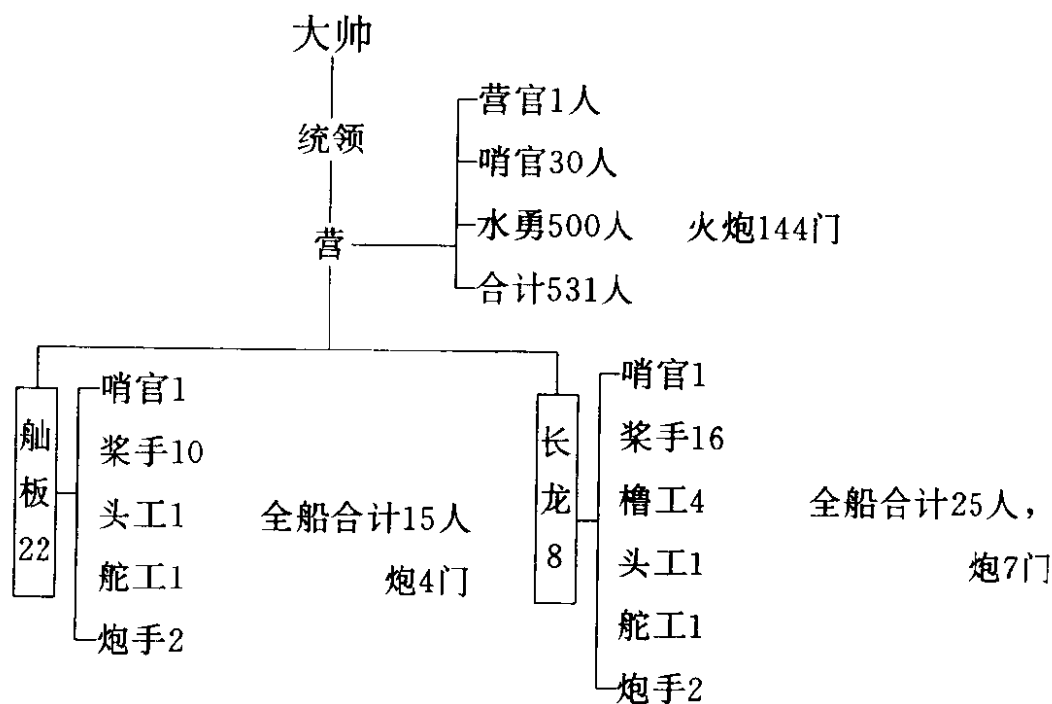 大帅
统领
营
营官1人
哨官30人
水勇500人 火炮144门
合计531人
舢板22
哨官1
桨手10
头工1
舵工1
炮手2
全船合计15人
炮4门
长龙8
哨官1
桨手16
橹工4
头工1
舵工1
炮手2
全船合计25人，
炮7门